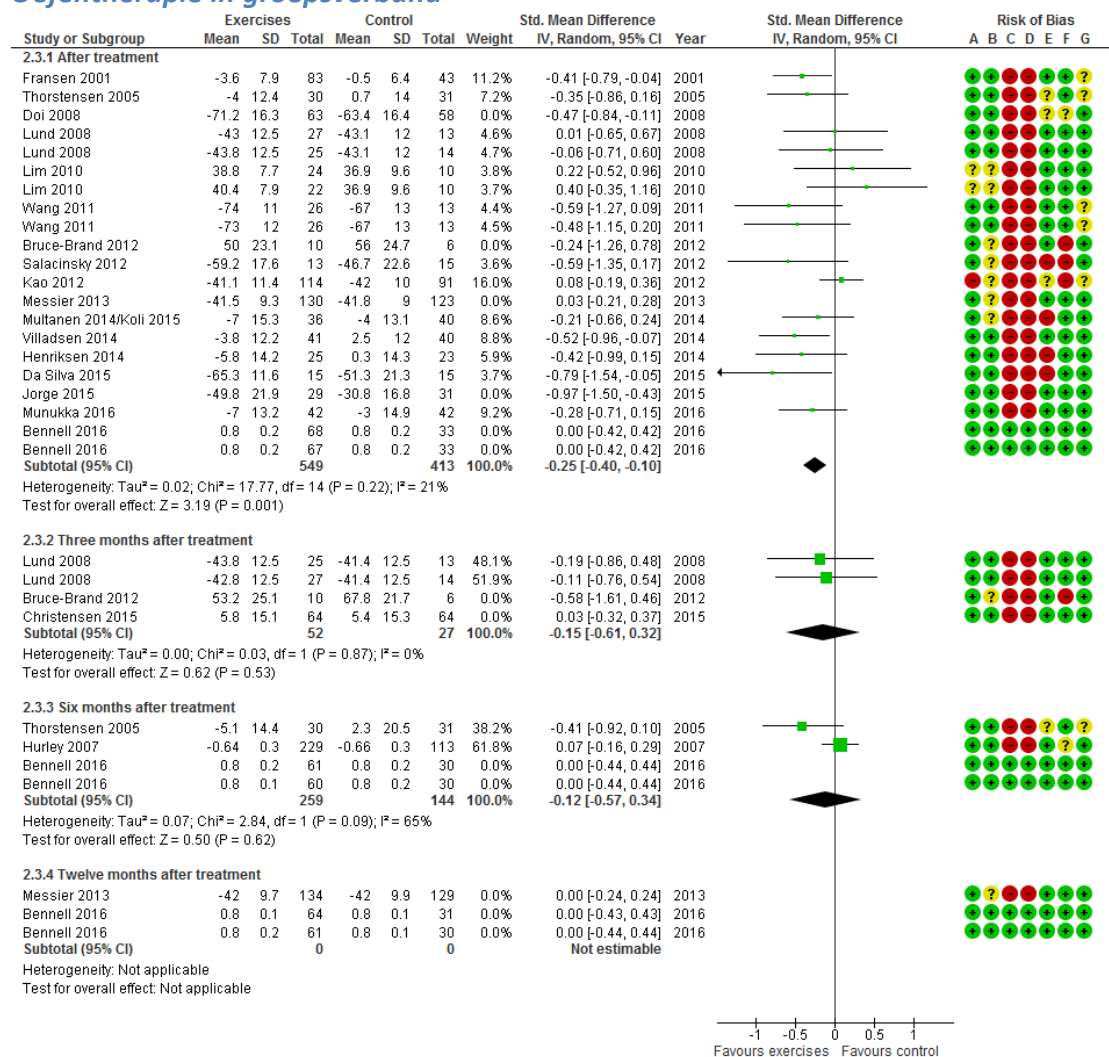 Oefentherapie in groepsverband
Exercises Control Std. Mean Difference Std. Mean Difference Risk of Bias
Study or Subgroup Mean SD Total Mean SD Total Weight IV, Random, 95% CI Year IV, Random, 95% CI A B C D E F G
2.3.1 After treatment
Fransen 2001 -3.6 7.9 83 -0.5 6.4 43 11.2% -0.41 [-0.79, -0.04] 2001 + + - - + + ?
Thorstensen 2005 -4 12.4 30 0.7 14 31 7.2% -0.35 [-0.86, 0.16] 2005 + + - - ? + ?
Doi 2008 -71.2 16.3 63 -63.4 16.4 58 0.0% -0.47 [-0.84, -0.11] 2008 + + - - ? ? +
Lund 2008 -43 12.5 27 -43.1 12 13 4.7% 0.01 [-0.65, 0.67] 2008 + + - - + + +
Lund 2008 -43.8 12.5 25 -43.1 12 14 4.7% -0.06 [-0.71, 0.60] 2008 + + - - + + +
Lim 2010 38.8 7.7 24 36.9 9.6 10 3.8% 0.22 [-0.52, 0.96] 2010 ? ? - - + + +
Lim 2010 40.4 7.9 22 36.9 9.6 10 3.7% 0.40 [-0.35, 1.16] 2010 ? ? - - + + +
Wang 2011 -74 11 26 -67 13 13 4.4% -0.59 [-1.27, 0.09] 2011 + + - - + + ?
Wang 2011 -73 12 26 -67 13 13 4.5% -0.48 [-1.15, 0.20] 2011 + + - - + + ?
Bruce-Brand 2012 50 23.1 10 56 24.7 6 0.0% -0.24 [-1.26, 0.78] 2012 + ? - - + - +
Salacinsky 2012 -59.2 17.6 13 -46.7 22.6 15 3.6% -0.59 [-1.35, 0.17] 2012 + ? - - - - +
Kao 2012 -41.1 11.4 114 -42 10 91 16.0% 0.08 [-0.19, 0.36] 2012 - ? - - ? - ?
Messier 2013 -41.5 9.3 130 -41.8 9 123 0.0% 0.03 [-0.21, 0.28] 2013 + ? - - + + +
Multanen 2014/Koli 2015 -7 15.3 36 -4 13.1 40 8.6% -0.21 [-0.66, 0.24] 2014 + ? - - - + +
Villadsen 2014 -3.8 12.2 41 2.5 12 40 8.8% -0.52 [-0.96, -0.07] 2014 + + - - + + +
Henriksen 2014 -5.8 14.2 25 0.3 14.3 23 5.9% -0.42 [-0.99, 0.15] 2014 + + - - - + +
Da Silva 2015 -65.3 11.6 15 -51.3 21.3 15 3.7% -0.79 [-1.54, -0.05] 2015 + + - - - + +
Jorge 2015 -49.8 21.9 29 -30.8 16.8 31 0.0% -0.97 [-1.50, -0.43] 2015 + + - - + + +
Munukka 2016 -7 13.2 42 -3 14.9 42 9.2% -0.28 [-0.71, 0.15] 2016 + + - - + + +
Bennell 2016 0.8 0.2 68 0.8 0.2 33 0.0% 0.00 [-0.42, 0.42] 2016 + + + + + + +
Bennell 2016 0.8 0.2 67 0.8 0.2 33 0.0% 0.00 [-0.42, 0.42] 2016 + + + + + + +
Subtotal (95% CI) 549 413 100.0% -0.25 [-0.40, -0.10]
Heterogeneity: Tau² = 0.02; Chi² = 17.77, df = 14 (P = 0.22); I² = 21%
Test for overall effect: Z = 3.19 (P = 0.001)
2.3.2 Three months after treatment
Lund 2008 -43.8 12.5 25 -41.4 12.5 13 48.1% -0.19 [-0.86, 0.48] 2008 + + - - + + +
Lund 2008 -42.8 12.5 27 -41.4 12.5 14 51.9% -0.11 [-0.76, 0.54] 2008 + + - - + + +
Bruce-Brand 2012 53.2 25.1 10 67.8 21.7 6 0.0% -0.58 [-1.61, 0.46] 2012 + ? - - + - +
Christensen 2015 5.8 15.1 64 5.4 15.3 64 0.0% 0.03 [-0.32, 0.37] 2015 + + - - + + +
Subtotal (95% CI) 52 27 100.0% -0.15 [-0.61, 0.32]
Heterogeneity: Tau² = 0.00; Chi² = 0.03, df = 1 (P = 0.87); I² = 0%
Test for overall effect: Z = 0.62 (P = 0.53)
2.3.3 Six months after treatment
Thorstensen 2005 -5.1 14.4 30 2.3 20.5 31 38.2% -0.41 [-0.92, 0.10] 2005 + + - - ? + ?
Hurley 2007 -0.64 0.3 229 -0.66 0.3 113 61.8% 0.07 [-0.16, 0.29] 2007 + + - - + ? +
Bennell 2016 0.8 0.2 61 0.8 0.2 30 0.0% 0.00 [-0.44, 0.44] 2016 + + + + + + +
Bennell 2016 0.8 0.1 60 0.8 0.2 30 0.0% 0.00 [-0.44, 0.44] 2016 + + + + + + +
Subtotal (95% CI) 259 144 100.0% -0.12 [-0.57, 0.34]
Heterogeneity: Tau² = 0.07; Chi² = 2.84, df = 1 (P = 0.09); I² = 65%
Test for overall effect: Z = 0.50 (P = 0.62)
2.3.4 Twelve months after treatment
Messier 2013 -42 9.7 134 -42 9.9 129 0.0% 0.00 [-0.24, 0.24] 2013 + ? - - + + +
Bennell 2016 0.8 0.1 64 0.8 0.1 31 0.0% 0.00 [-0.43, 0.43] 2016 + + + + + + +
Bennell 2016 0.8 0.2 61 0.8 0.1 30 0.0% 0.00 [-0.44, 0.44] 2016 + + + + + + +
Subtotal (95% CI) 0 0 Not estimable
Heterogeneity: Not applicable
Test for overall effect: Not applicable
-1 -0.5 0 0.5 1
Favours exercises Favours control